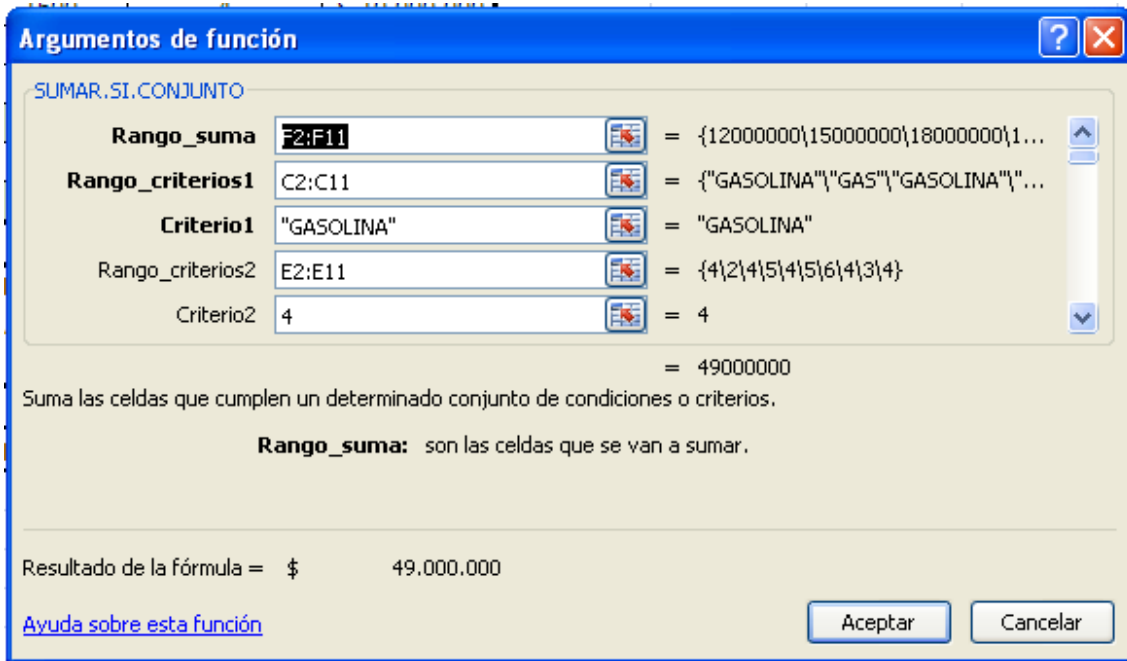 Argumentos de función
SUMAR.SI.CONJUNTO
Rango_suma F2:F11 = {12000000\15000000\18000000\1...
Rango_criterios1 C2:C11 = {"GASOLINA"\"GAS"\"GASOLINA"\"...
Criterio1 "GASOLINA" = "GASOLINA"
Rango_criterios2 E2:E11 = {4\2\4\5\4\5\6\4\3\4}
Criterio2 4 = 4
= 49000000
Suma las celdas que cumplen un determinado conjunto de condiciones o criterios.
Rango_suma: son las celdas que se van a sumar.
Resultado de la fórmula = $ 49.000.000
Ayuda sobre esta función
Aceptar Cancelar